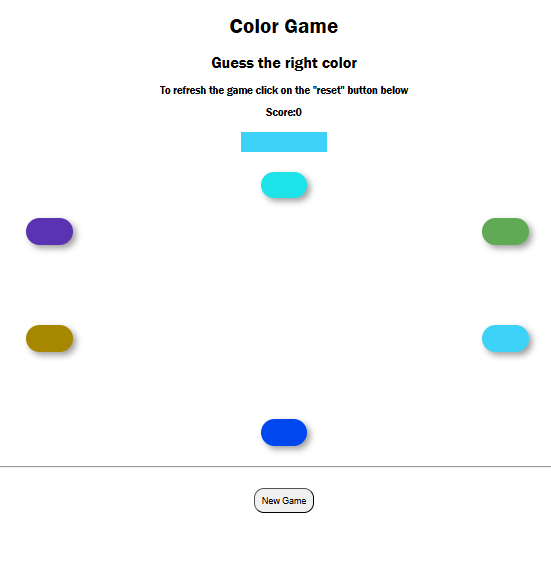 Color Game
Guess the right color
To refresh the game click on the "reset" button below
Score:0
New Game